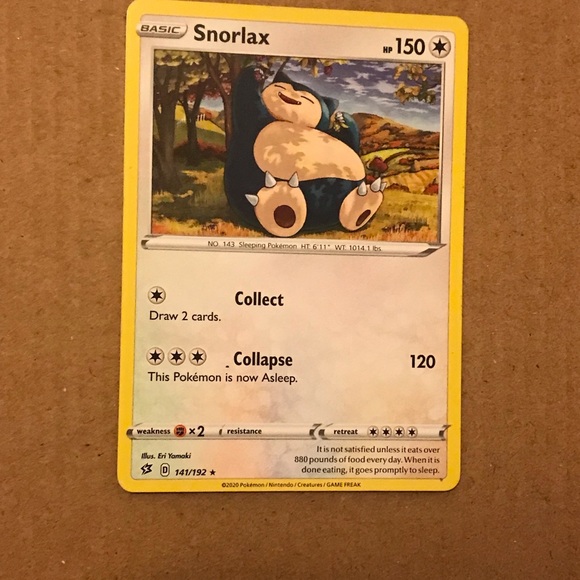 BASIC Snorlax HP 150
NO. 143 Sleeping Pokémon HT: 6'11" WT: 1014.1 lbs.
Collect
Draw 2 cards.
Collapse 120
This Pokémon is now Asleep.
weakness ×2 resistance retreat
Illus. Eri Yamaki
D 141/192 ★
It is not satisfied unless it eats over
880 pounds of food every day. When it is
done eating, it goes promptly to sleep.
©2020 Pokémon / Nintendo / Creatures / GAME FREAK